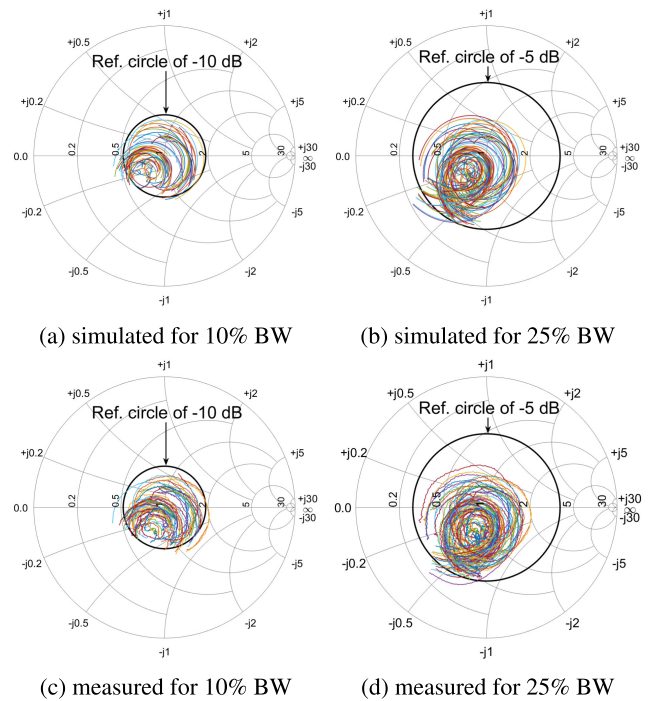 +j1
+j1
+j0.5
+j2
+j0.5
+j2
Ref. circle of -10 dB
Ref. circle of -5 dB
+j0.2
+j5
+j0.2
+j5
0.0
0.2
0.5
1
2
5
30
+j30
∞
-j30
0.0
0.2
0.5
1
2
5
30
+j30
∞
-j30
-j0.2
-j5
-j0.2
-j5
-j0.5
-j2
-j0.5
-j2
-j1
-j1
(a) simulated for 10% BW
(b) simulated for 25% BW
+j1
+j1
+j0.5
+j2
+j0.5
+j2
Ref. circle of -10 dB
Ref. circle of -5 dB
+j0.2
+j5
+j0.2
+j5
0.0
0.2
0.5
1
2
5
30
+j30
∞
-j30
0.0
0.2
0.5
1
2
5
30
+j30
∞
-j30
-j0.2
-j5
-j0.2
-j5
-j0.5
-j2
-j0.5
-j2
-j1
-j1
(c) measured for 10% BW
(d) measured for 25% BW